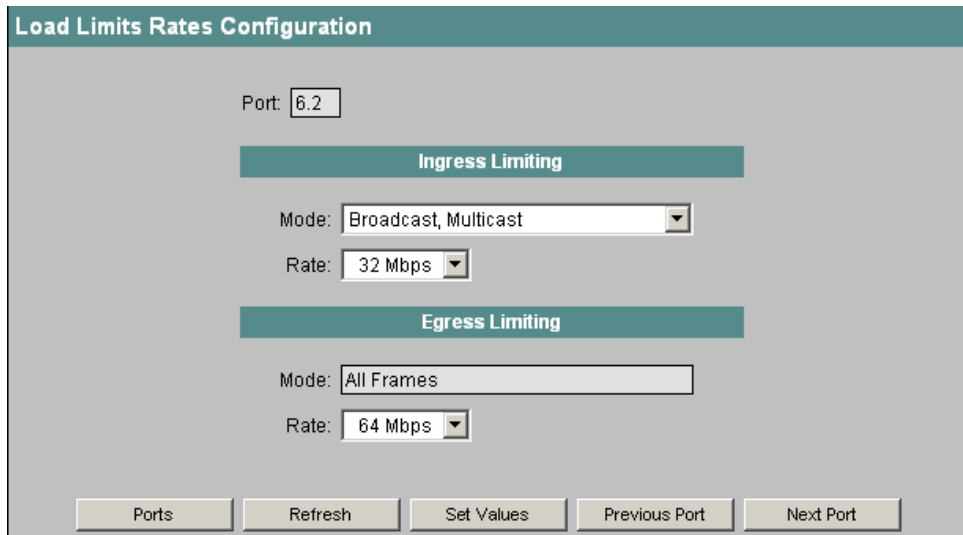 Load Limits Rates Configuration
Port: 6.2
Ingress Limiting
Mode: Broadcast, Multicast
Rate: 32 Mbps
Egress Limiting
Mode: All Frames
Rate: 64 Mbps
Ports Refresh Set Values Previous Port Next Port